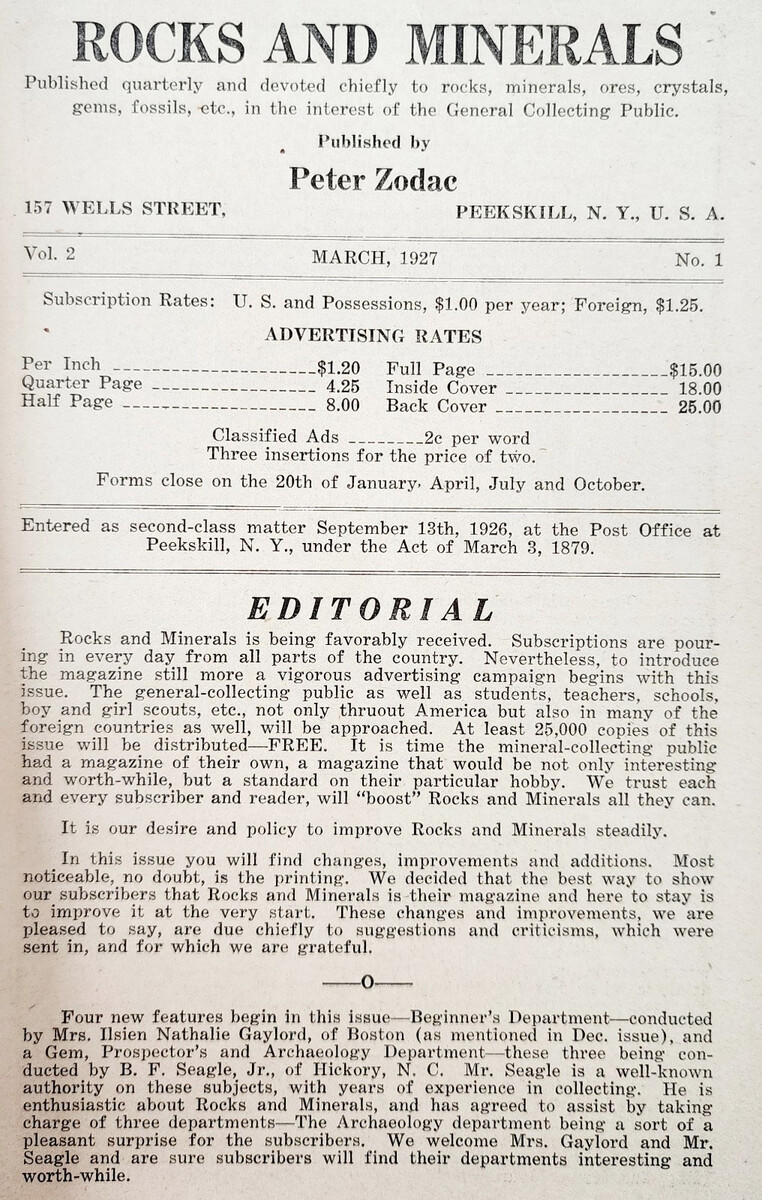 ROCKS AND MINERALS
Published quarterly and devoted chiefly to rocks, minerals, ores, crystals,
gems, fossils, etc., in the interest of the General Collecting Public.
Published by
Peter Zodac
157 WELLS STREET, PEEKSKILL, N. Y., U. S. A.
Vol. 2 MARCH, 1927 No. 1
Subscription Rates: U. S. and Possessions, $1.00 per year; Foreign, $1.25.
ADVERTISING RATES
Per Inch --------------------$1.20 Full Page ------------------$15.00
Quarter Page ---------------- 4.25 Inside Cover ---------------- 18.00
Half Page ------------------- 8.00 Back Cover ----------------- 25.00
Classified Ads --------2c per word
Three insertions for the price of two.
Forms close on the 20th of January, April, July and October.
Entered as second-class matter September 13th, 1926, at the Post Office at
Peekskill, N. Y., under the Act of March 3, 1879.
EDITORIAL
Rocks and Minerals is being favorably received. Subscriptions are pour-
ing in every day from all parts of the country. Nevertheless, to introduce
the magazine still more a vigorous advertising campaign begins with this
issue. The general-collecting public as well as students, teachers, schools,
boy and girl scouts, etc., not only thruout America but also in many of the
foreign countries as well, will be approached. At least 25,000 copies of this
issue will be distributed—FREE. It is time the mineral-collecting public
had a magazine of their own, a magazine that would be not only interesting
and worth-while, but a standard on their particular hobby. We trust each
and every subscriber and reader, will "boost" Rocks and Minerals all they can.
It is our desire and policy to improve Rocks and Minerals steadily.
In this issue you will find changes, improvements and additions. Most
noticeable, no doubt, is the printing. We decided that the best way to show
our subscribers that Rocks and Minerals is their magazine and here to stay is
to improve it at the very start. These changes and improvements, we are
pleased to say, are due chiefly to suggestions and criticisms, which were
sent in, and for which we are grateful.
——O——
Four new features begin in this issue—Beginner's Department—conducted
by Mrs. Ilsien Nathalie Gaylord, of Boston (as mentioned in Dec. issue), and
a Gem, Prospector's and Archaeology Department—these three being con-
ducted by B. F. Seagle, Jr., of Hickory, N. C. Mr. Seagle is a well-known
authority on these subjects, with years of experience in collecting. He is
enthusiastic about Rocks and Minerals, and has agreed to assist by taking
charge of three departments—The Archaeology department being a sort of a
pleasant surprise for the subscribers. We welcome Mrs. Gaylord and Mr.
Seagle and are sure subscribers will find their departments interesting and
worth-while.